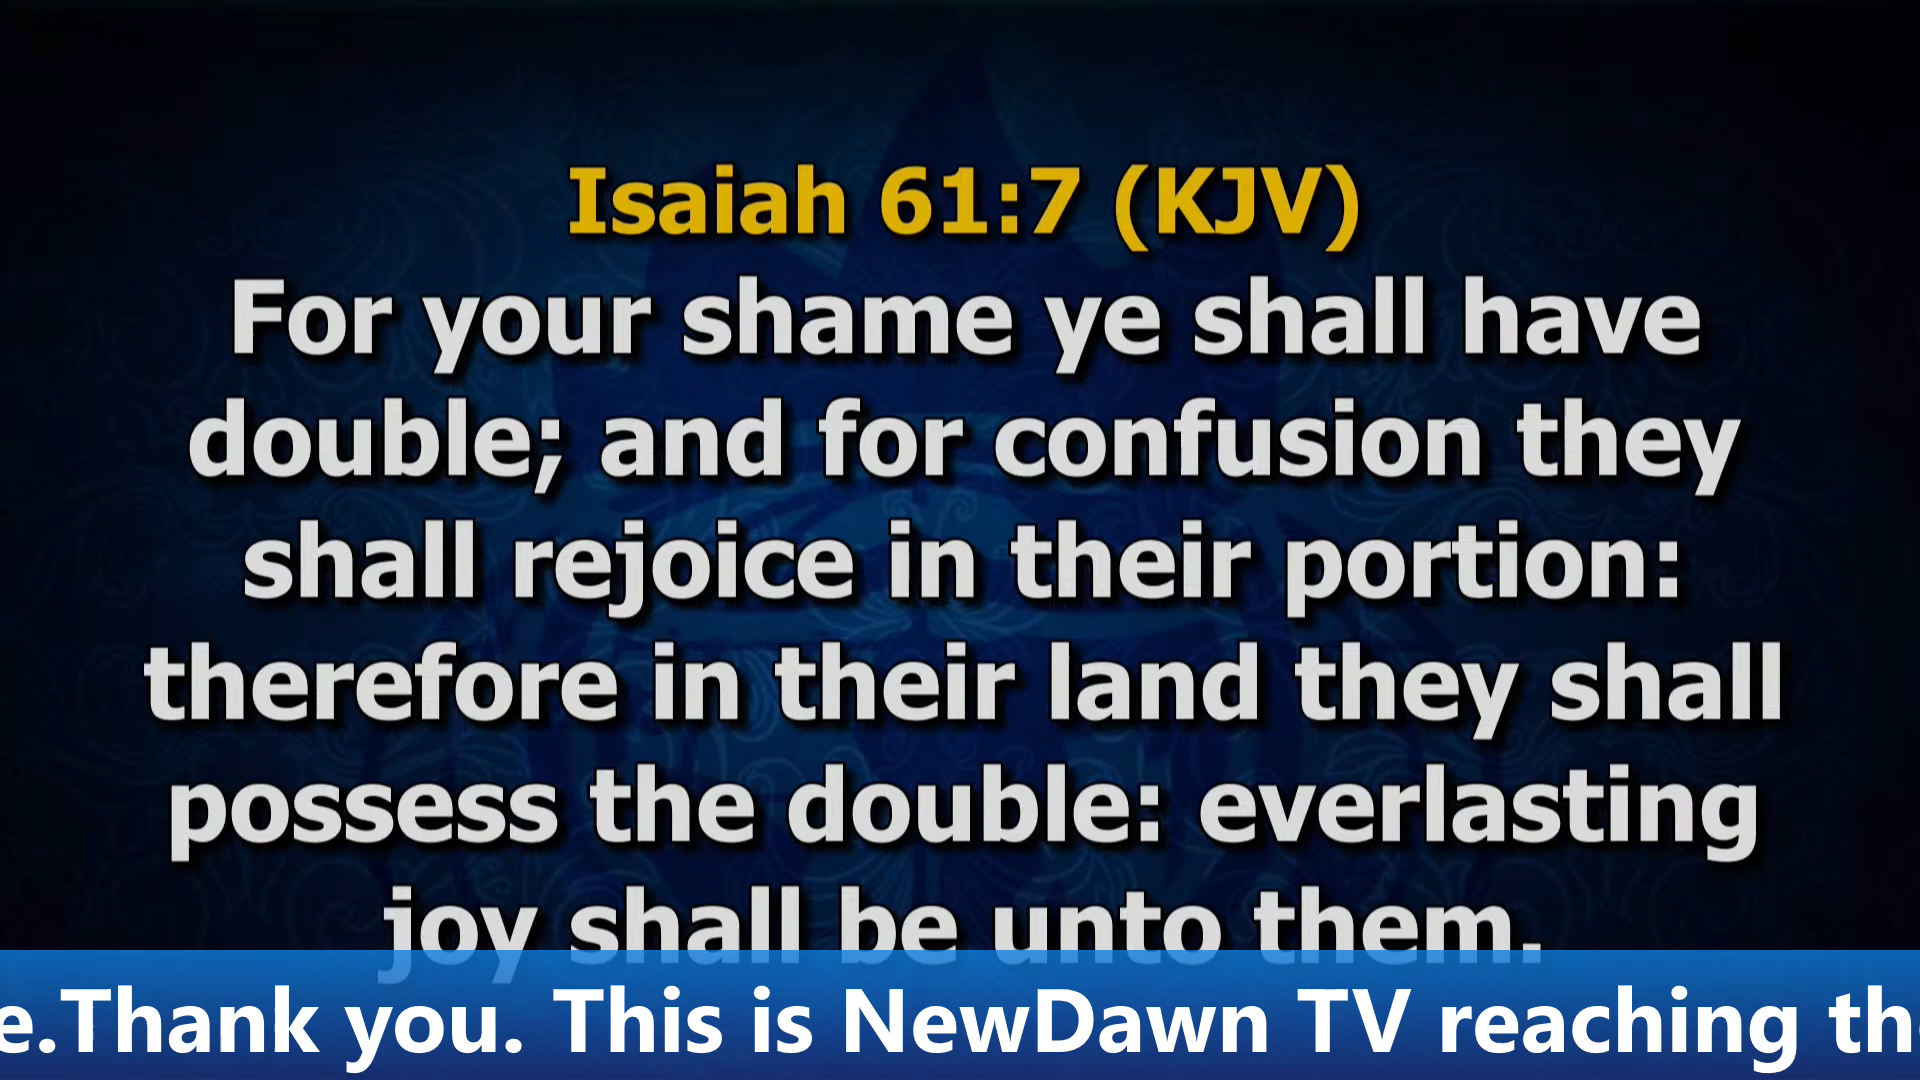 Isaiah 61:7 (KJV)
For your shame ye shall have
double; and for confusion they
shall rejoice in their portion:
therefore in their land they shall
possess the double: everlasting
joy shall be unto them.
e.Thank you. This is NewDawn TV reaching th